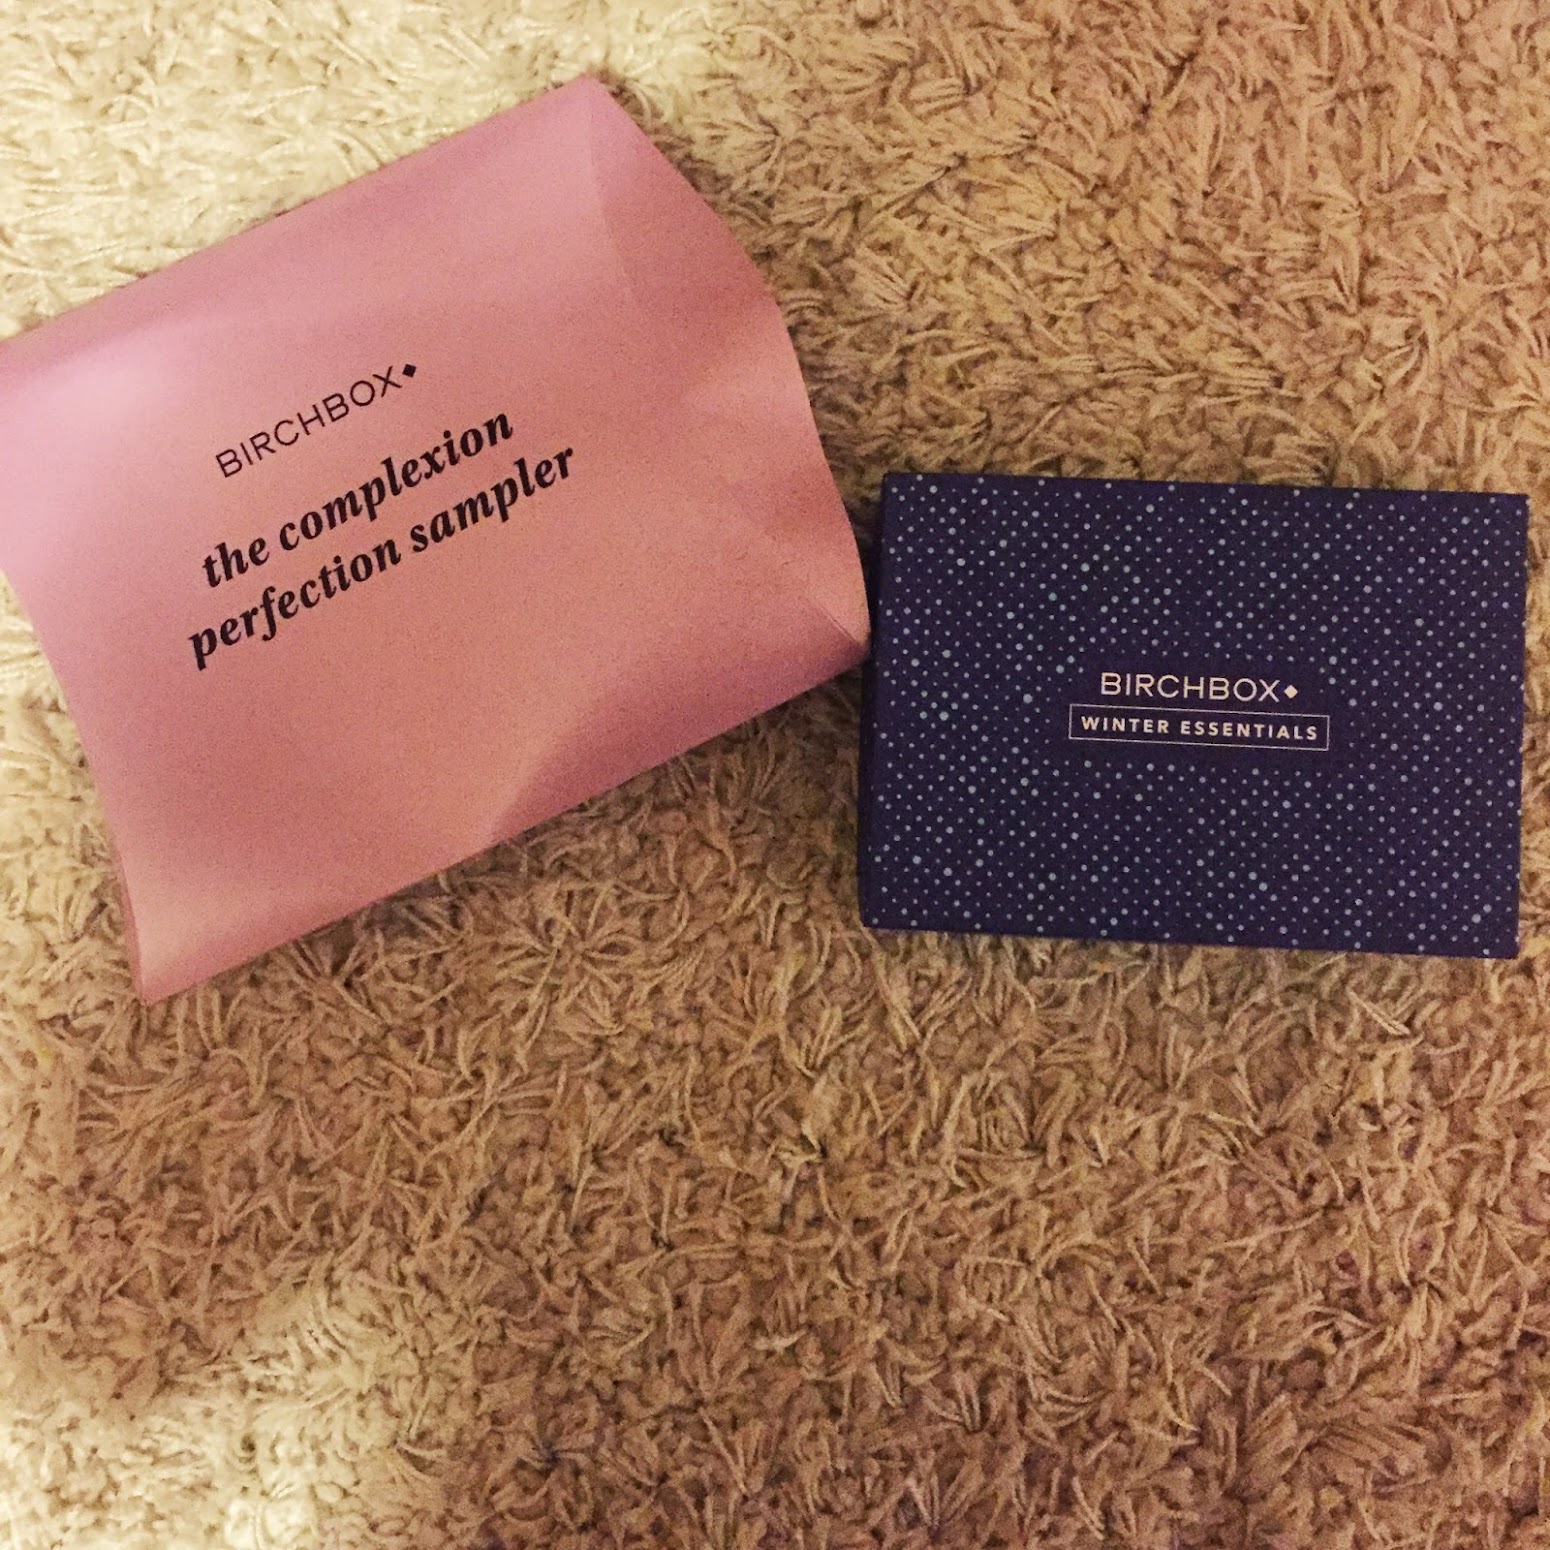 BIRCHBOX
the complexion
perfection sampler
BIRCHBOX
WINTER ESSENTIALS